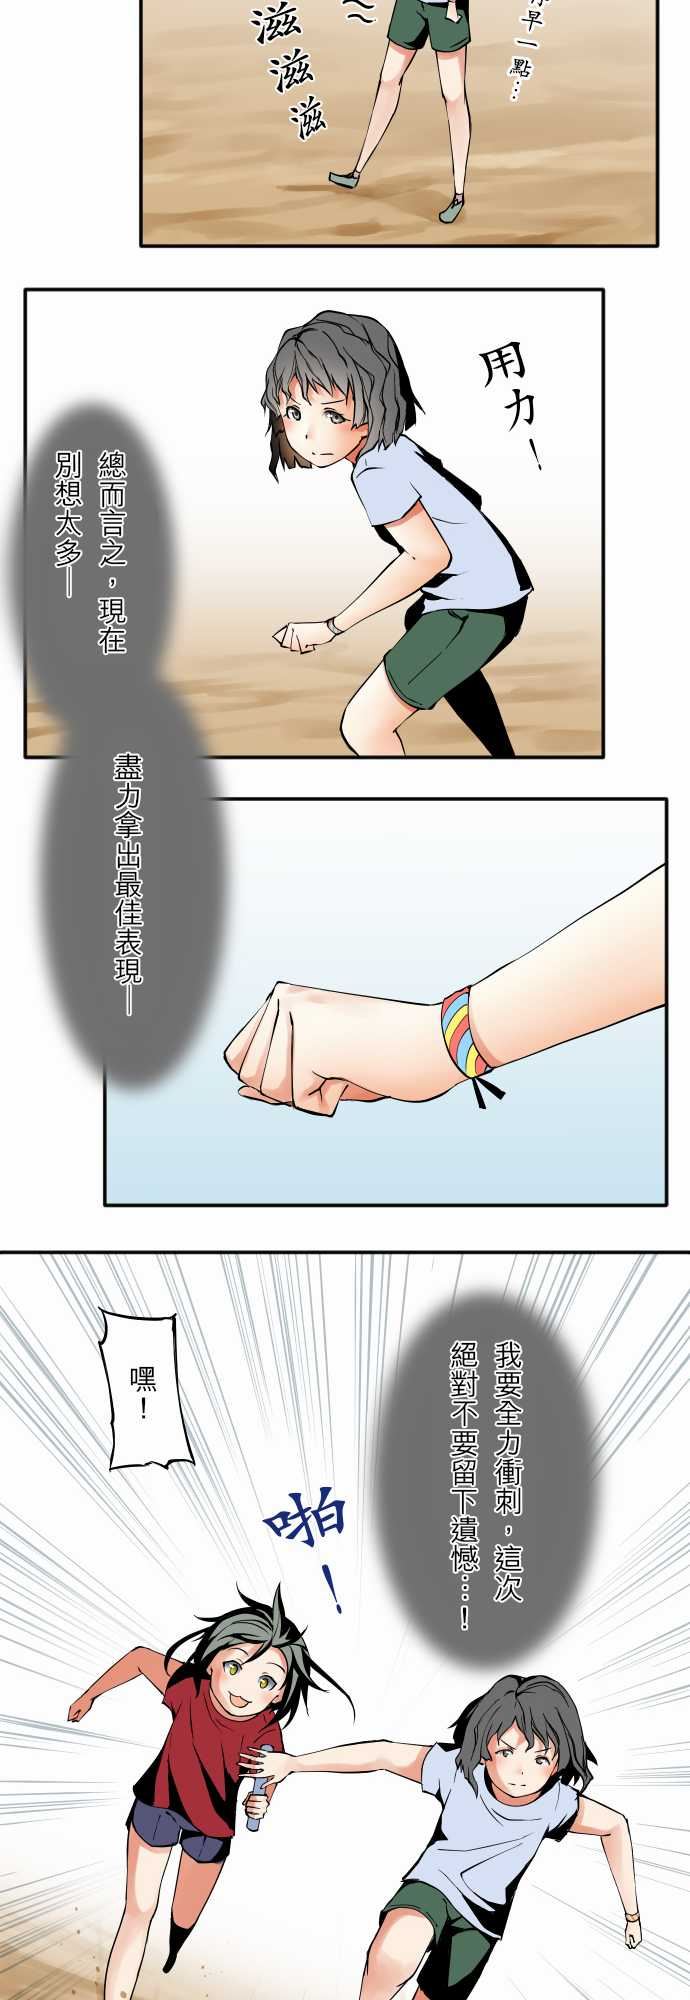 早一點…
滋滋滋
用力！
總而言之，現在
別想太多—
盡力拿出最佳表現—
我要全力衝刺，這次
絕對不要留下遺憾…！
嘿！
啪！